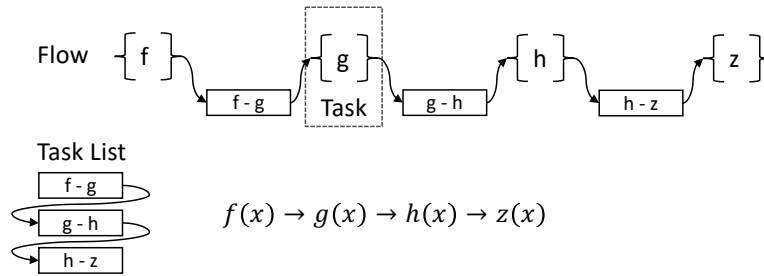 Flow {f} {g} {h} {z}
f - g g - h h - z
Task
Task List
f - g
g - h
h - z
f(x) → g(x) → h(x) → z(x)